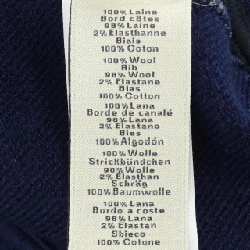 100% Laine
Bord côtes
98% Laine
2% Elasthanne
Biais
100% Coton
100% Wool
Rib
98% Wool
2% Elastane
Bias
100% Cotton
100% Lana
Borde de canalé
98% Lana
2% Elastano
Bies
100% Algodón
100% Wolle
Strickbündchen
98% Wolle
2% Elasthan
Schräg
100% Baumwolle
100% Lana
Bordo a coste
98% Lana
2% Elastan
Sbieco
100% Cotone